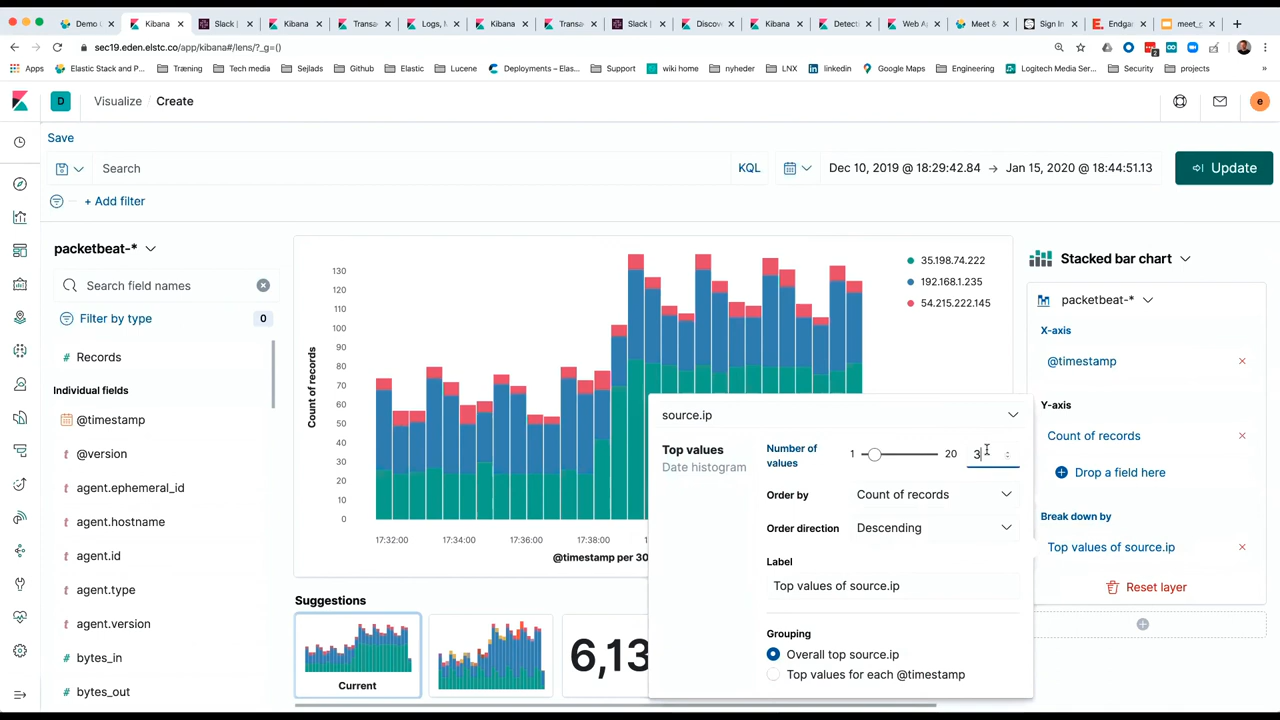 Demo C
Kibana
Slack |
Kibana
Transa
Logs, M
Kibana
Transa
Slack |
Discov
Kibana
Detecti
Web Ap
Meet &
Sign In
Endgar
meet_g
sec19.eden.elstc.co/app/kibana#/lens/?_g=()
Apps
Elastic Stack and P...
Træning
Tech media
Sejlads
Github
Elastic
Lucene
Deployments – Elas...
Support
wiki home
nyheder
LNX
linkedin
Google Maps
Engineering
Logitech Media Ser...
Security
projects
»
D
Visualize / Create
e
Save
Search
KQL
Dec 10, 2019 @ 18:29:42.84 → Jan 15, 2020 @ 18:44:51.13
Update
+ Add filter
packetbeat-*
Search field names
Filter by type
0
# Records
Individual fields
@timestamp
t @version
t agent.ephemeral_id
t agent.hostname
t agent.id
t agent.type
t agent.version
# bytes_in
# bytes_out
Count of records
130
120
110
100
90
80
70
60
50
40
30
20
10
0
17:32:00
17:34:00
17:36:00
17:38:00
@timestamp per 30
35.198.74.222
192.168.1.235
54.215.222.145
Suggestions
Current
6,13
source.ip
Top values
Date histogram
Number of
values
1
20
3
Order by
Count of records
Order direction
Descending
Label
Top values of source.ip
Grouping
Overall top source.ip
Top values for each @timestamp
Stacked bar chart
packetbeat-*
X-axis
@timestamp
Y-axis
Count of records
Drop a field here
Break down by
Top values of source.ip
Reset layer